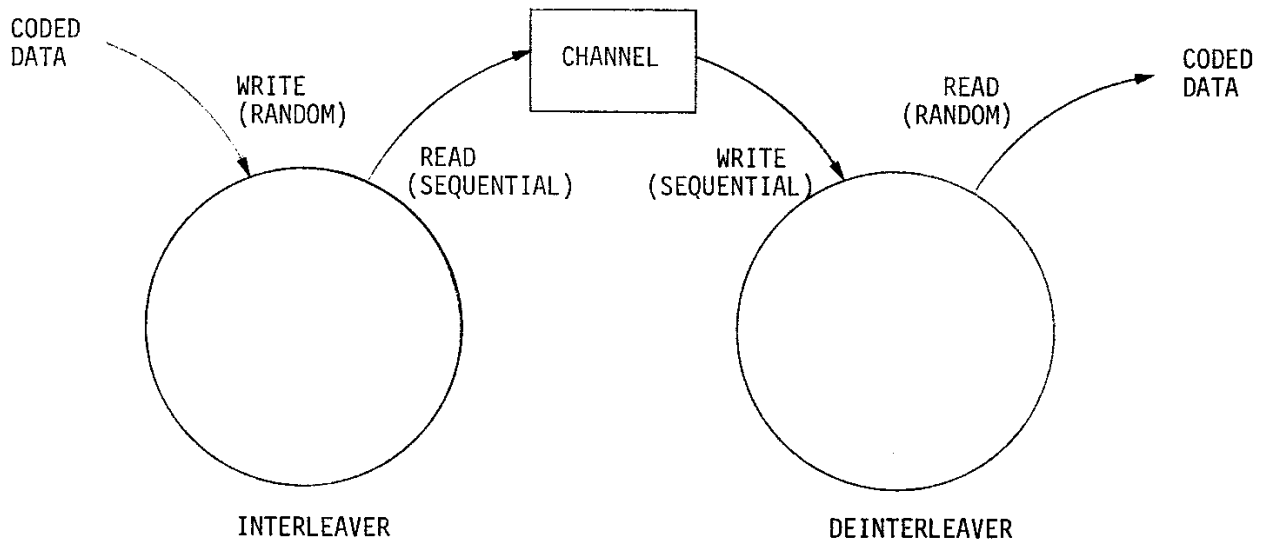 CODED
DATA
WRITE
(RANDOM)
READ
(SEQUENTIAL)
CHANNEL
WRITE
(SEQUENTIAL)
READ
(RANDOM)
CODED
DATA
INTERLEAVER
DEINTERLEAVER